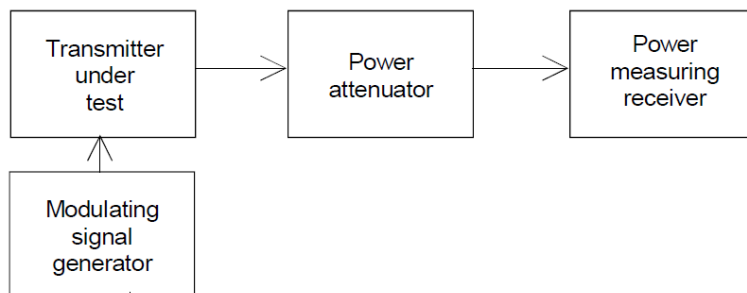 Transmitter
under
test
Power
attenuator
Power
measuring
receiver
Modulating
signal
generator